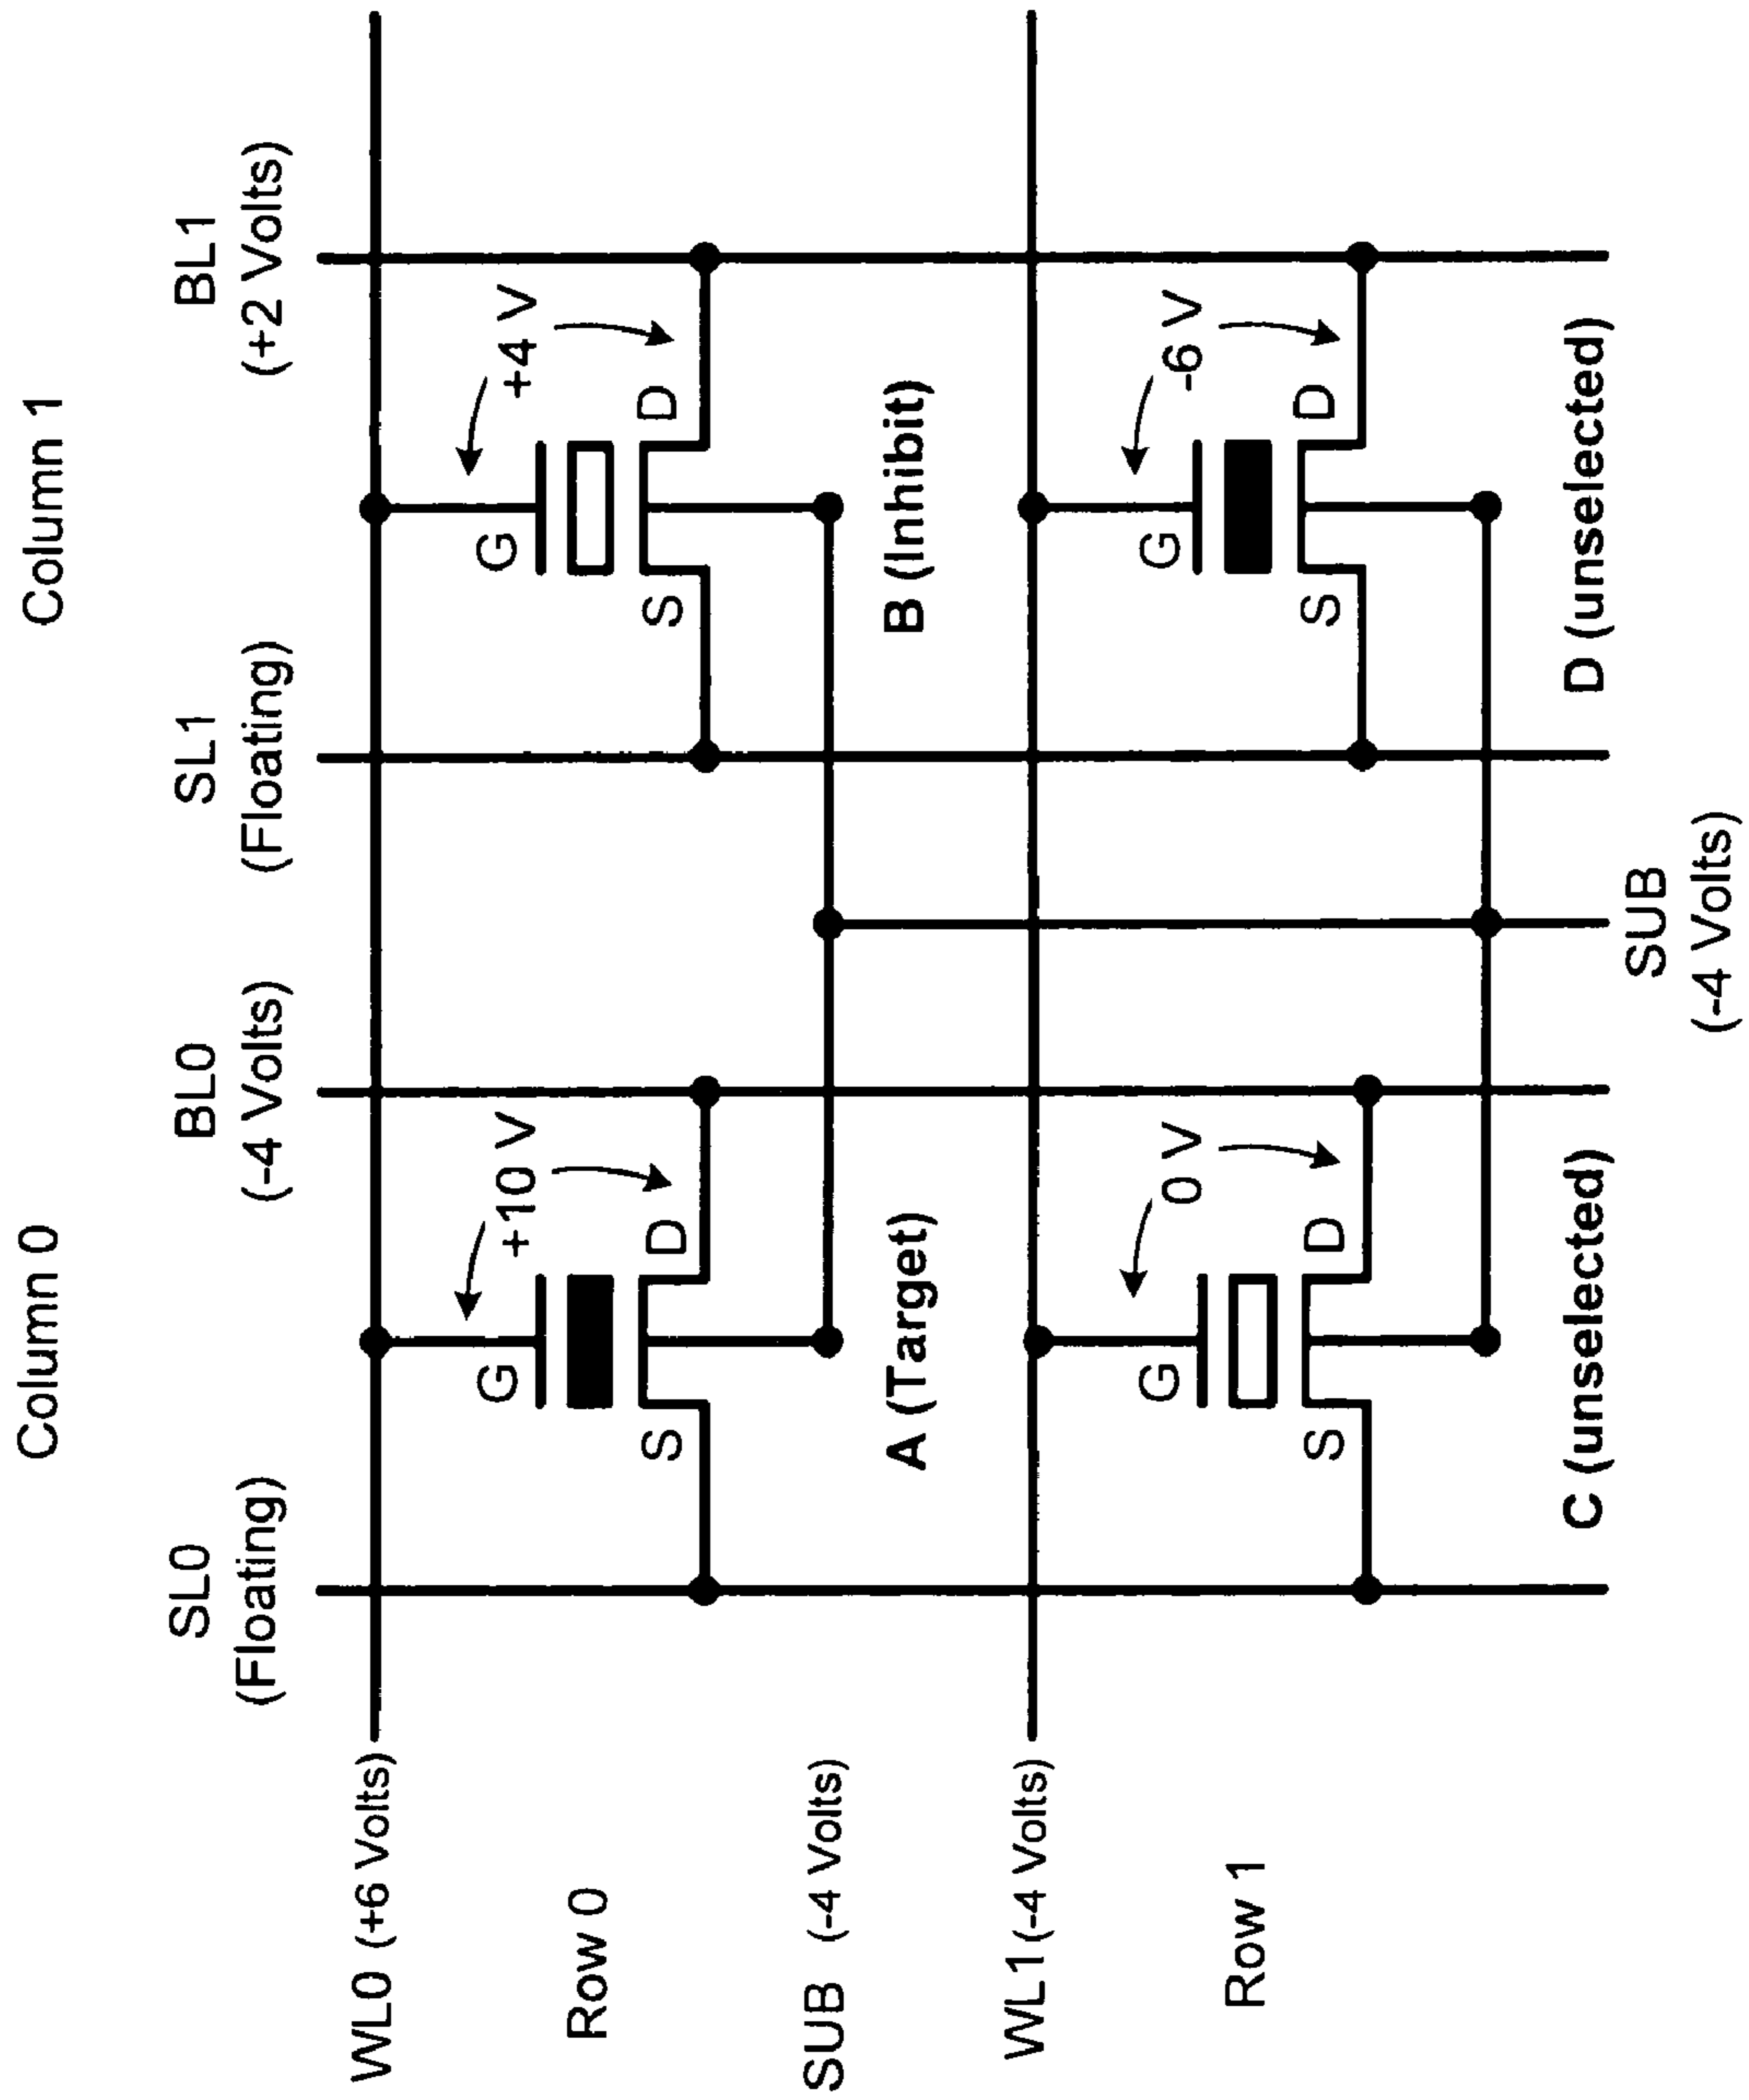 Column 0
Column 1
SL0
(Floating)
BL0
(-4 Volts)
SL1
(Floating)
BL1
(+2 Volts)
WL0 (+6 Volts)
Row 0
G
+10 V
S
D
A (Target)
G
+4 V
S
D
B (Inhibit)
SUB (-4 Volts)
WL1 (-4 Volts)
Row 1
G
0 V
S
D
C (unselected)
G
-6 V
S
D
D (unselected)
SUB
(-4 Volts)